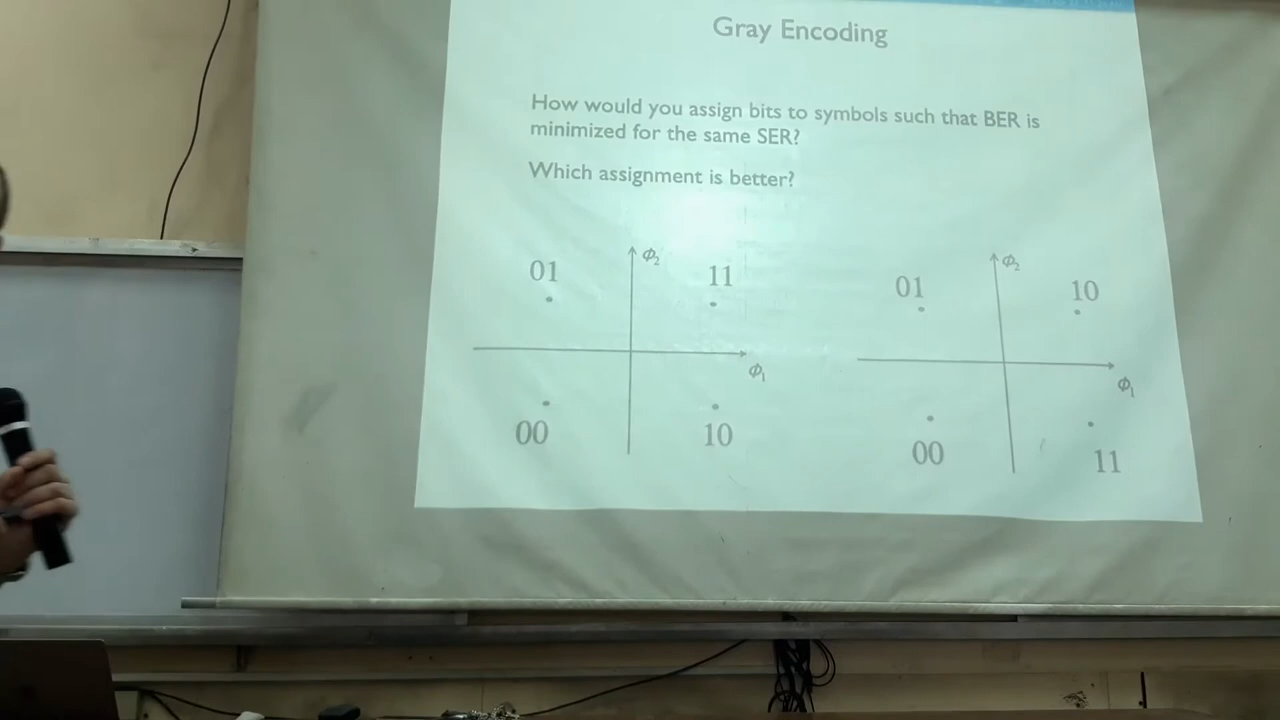 Gray Encoding
How would you assign bits to symbols such that BER is
minimized for the same SER?
Which assignment is better?
01
Φ₂
11
Φ₁
00
10
01
Φ₂
10
Φ₁
00
11